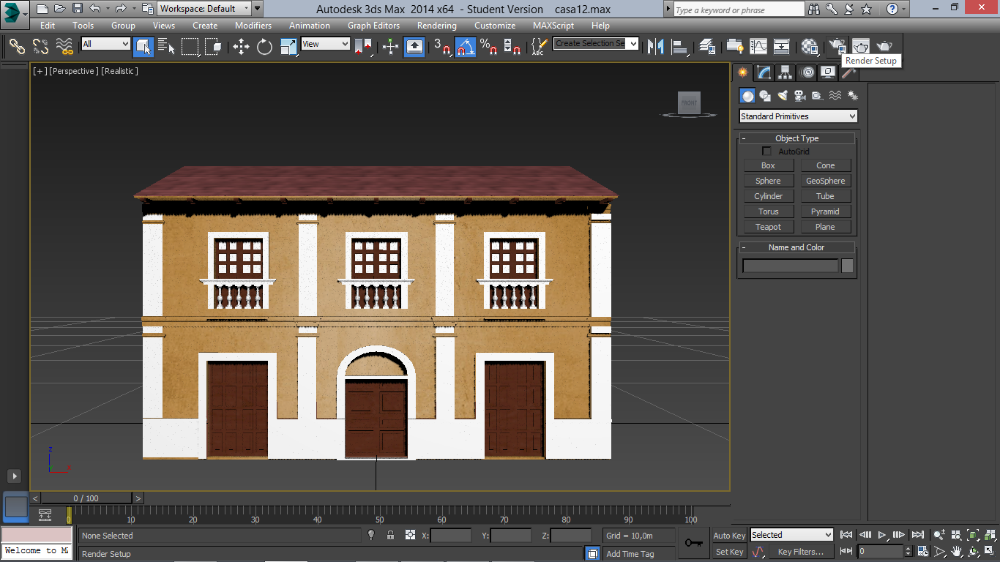 Workspace: Default
Autodesk 3ds Max 2014 x64 - Student Version casa12.max
Type a keyword or phrase
Edit Tools Group Views Create Modifiers Animation Graph Editors Rendering Customize MAXScript Help
All
View
3
%
ABC
Create Selection Se
Render Setup
[+] [Perspective] [Realistic]
FRONT
Standard Primitives
- Object Type
AutoGrid
Box Cone
Sphere GeoSphere
Cylinder Tube
Torus Pyramid
Teapot Plane
- Name and Color
z
x
< 0 / 100 >
0 10 20 30 40 50 60 70 80 90 100
None Selected X: Y: Z: Grid = 10,0m Auto Key Selected
Welcome to M
Render Setup Add Time Tag Set Key Key Filters... 0